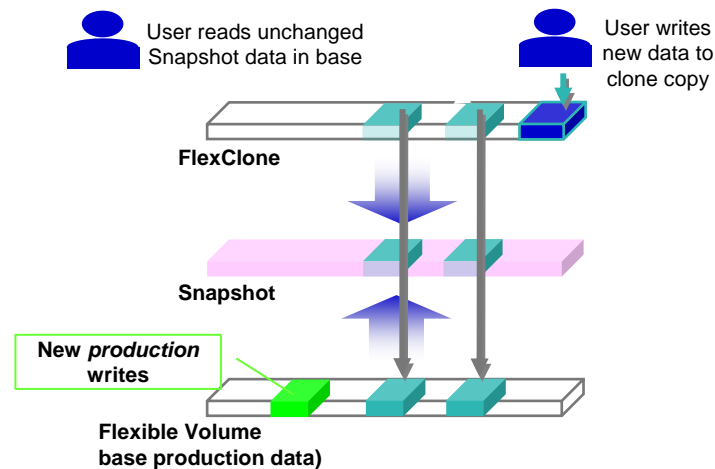 User reads unchanged
Snapshot data in base
User writes
new data to
clone copy
FlexClone
Snapshot
New production
writes
Flexible Volume
base production data)